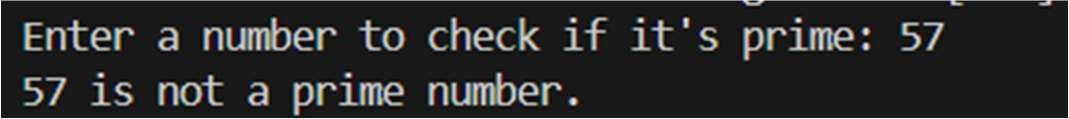 Enter a number to check if it's prime: 57
57 is not a prime number.